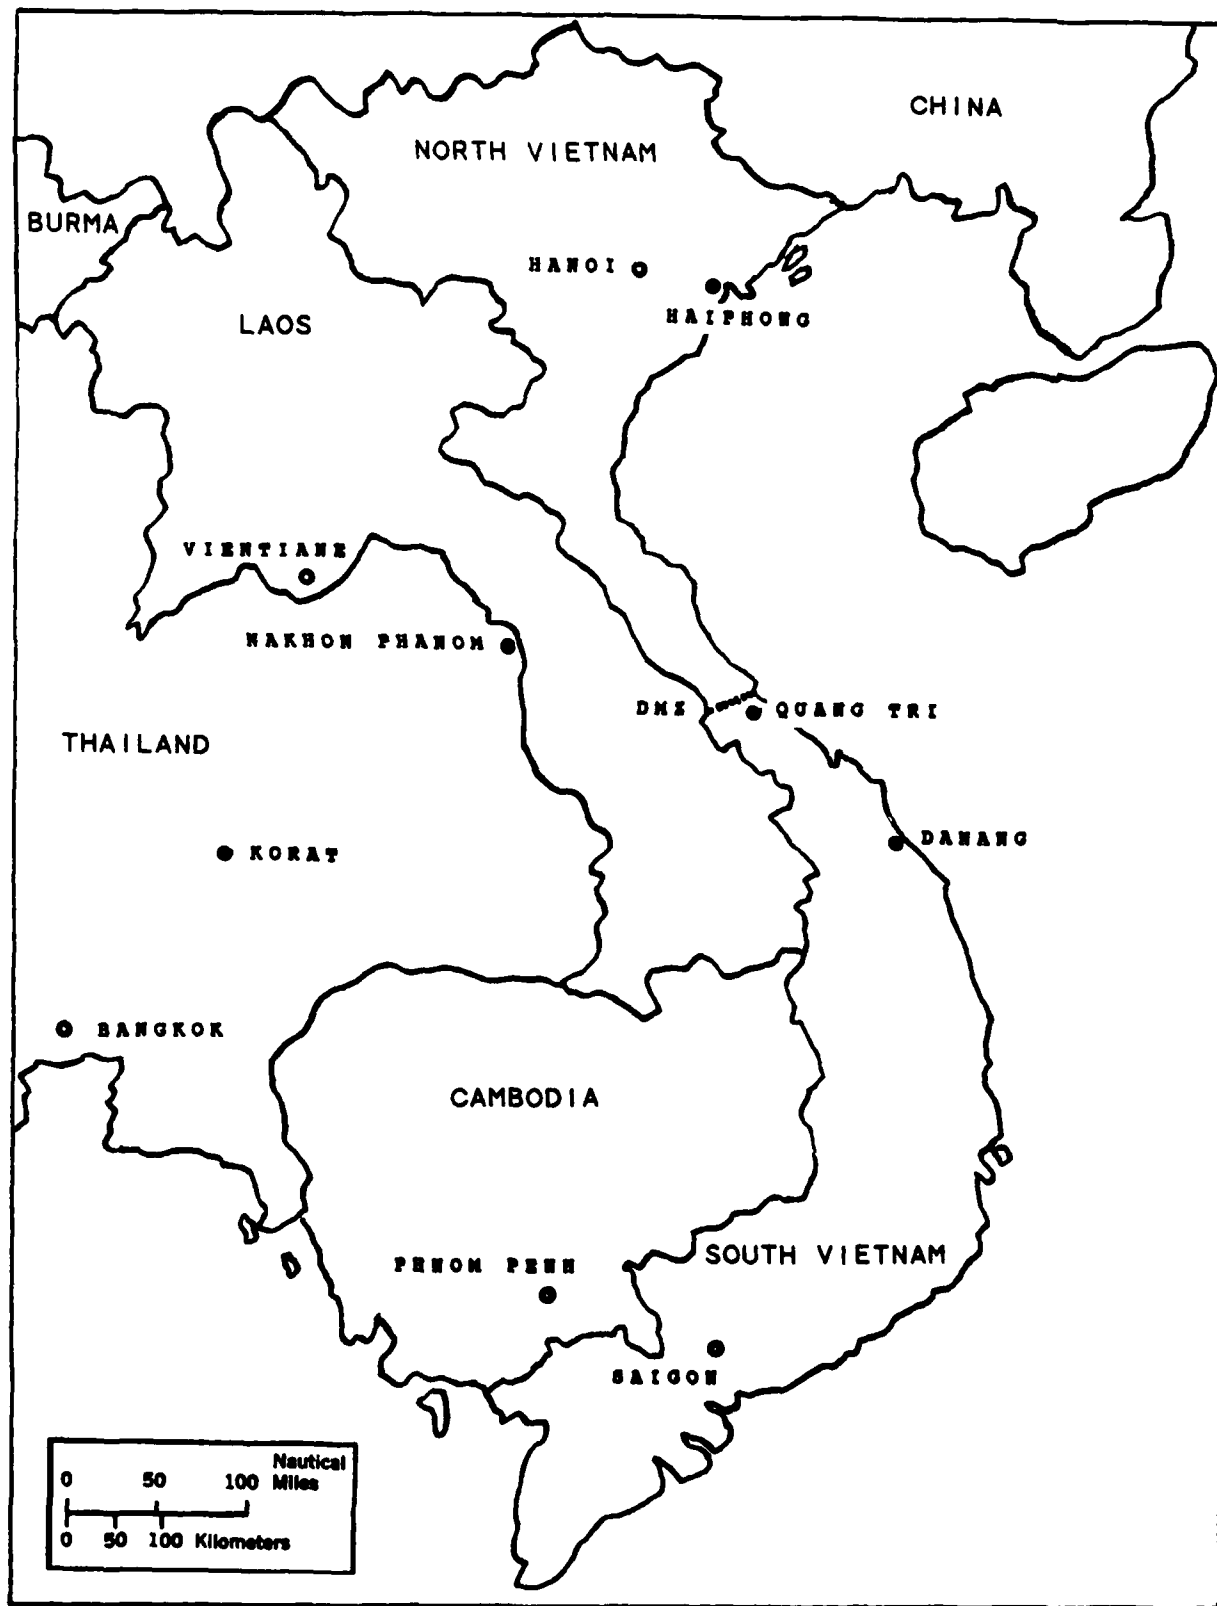 CHINA
NORTH VIETNAM
BURMA
HANOI
HAIPHONG
LAOS
VIENTIANE
NAKHON PHANOM
DMZ
QUANG TRI
THAILAND
DANANG
KORAT
BANGKOK
CAMBODIA
SOUTH VIETNAM
PHNOM PENH
SAIGON
Nautical
0 50 100 Miles
0 50 100 Kilometers